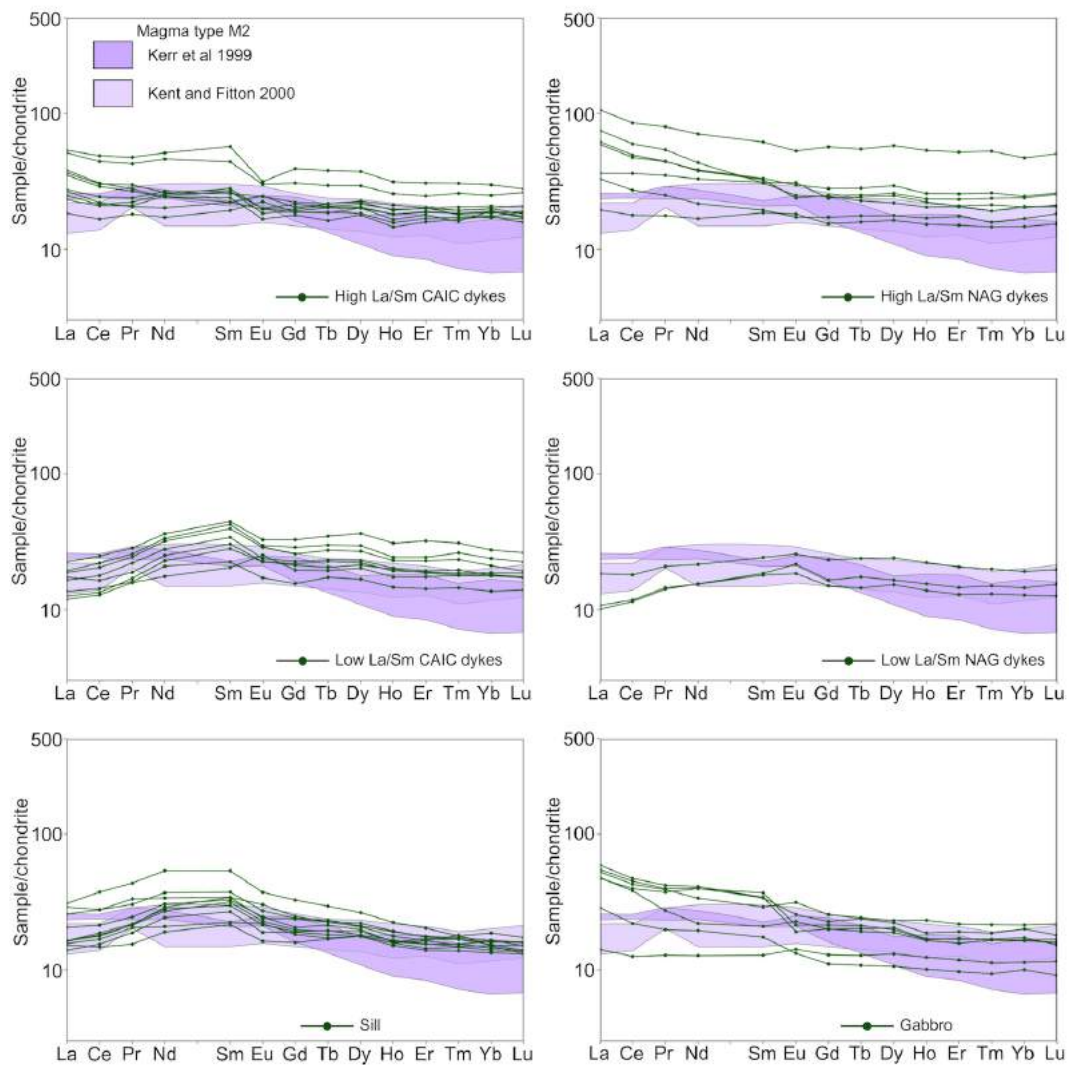 Magma type M2
Kerr et al 1999
Kent and Fitton 2000
500
100
10
Sample/chondrite
High La/Sm CAIC dykes
La Ce Pr Nd Sm Eu Gd Tb Dy Ho Er Tm Yb Lu
500
100
10
Sample/chondrite
High La/Sm NAG dykes
La Ce Pr Nd Sm Eu Gd Tb Dy Ho Er Tm Yb Lu
500
100
10
Sample/chondrite
Low La/Sm CAIC dykes
La Ce Pr Nd Sm Eu Gd Tb Dy Ho Er Tm Yb Lu
500
100
10
Sample/chondrite
Low La/Sm NAG dykes
La Ce Pr Nd Sm Eu Gd Tb Dy Ho Er Tm Yb Lu
500
100
10
Sample/chondrite
Sill
La Ce Pr Nd Sm Eu Gd Tb Dy Ho Er Tm Yb Lu
500
100
10
Sample/chondrite
Gabbro
La Ce Pr Nd Sm Eu Gd Tb Dy Ho Er Tm Yb Lu